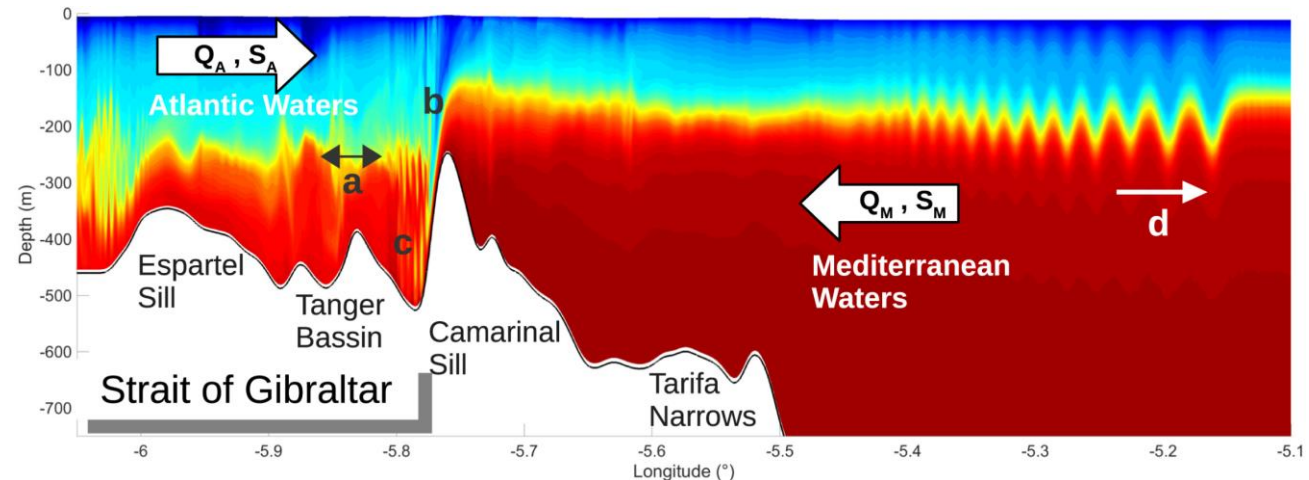 0
-100
-200
-300
-400
-500
-600
-700
Depth (m)
Q_A , S_A
Atlantic Waters
b
a
c
Q_M , S_M
d
Mediterranean
Waters
Espartel
Sill
Tanger
Bassin
Camarinal
Sill
Tarifa
Narrows
Strait of Gibraltar
-6
-5.9
-5.8
-5.7
-5.6
-5.5
-5.4
-5.3
-5.2
-5.1
Longitude (°)